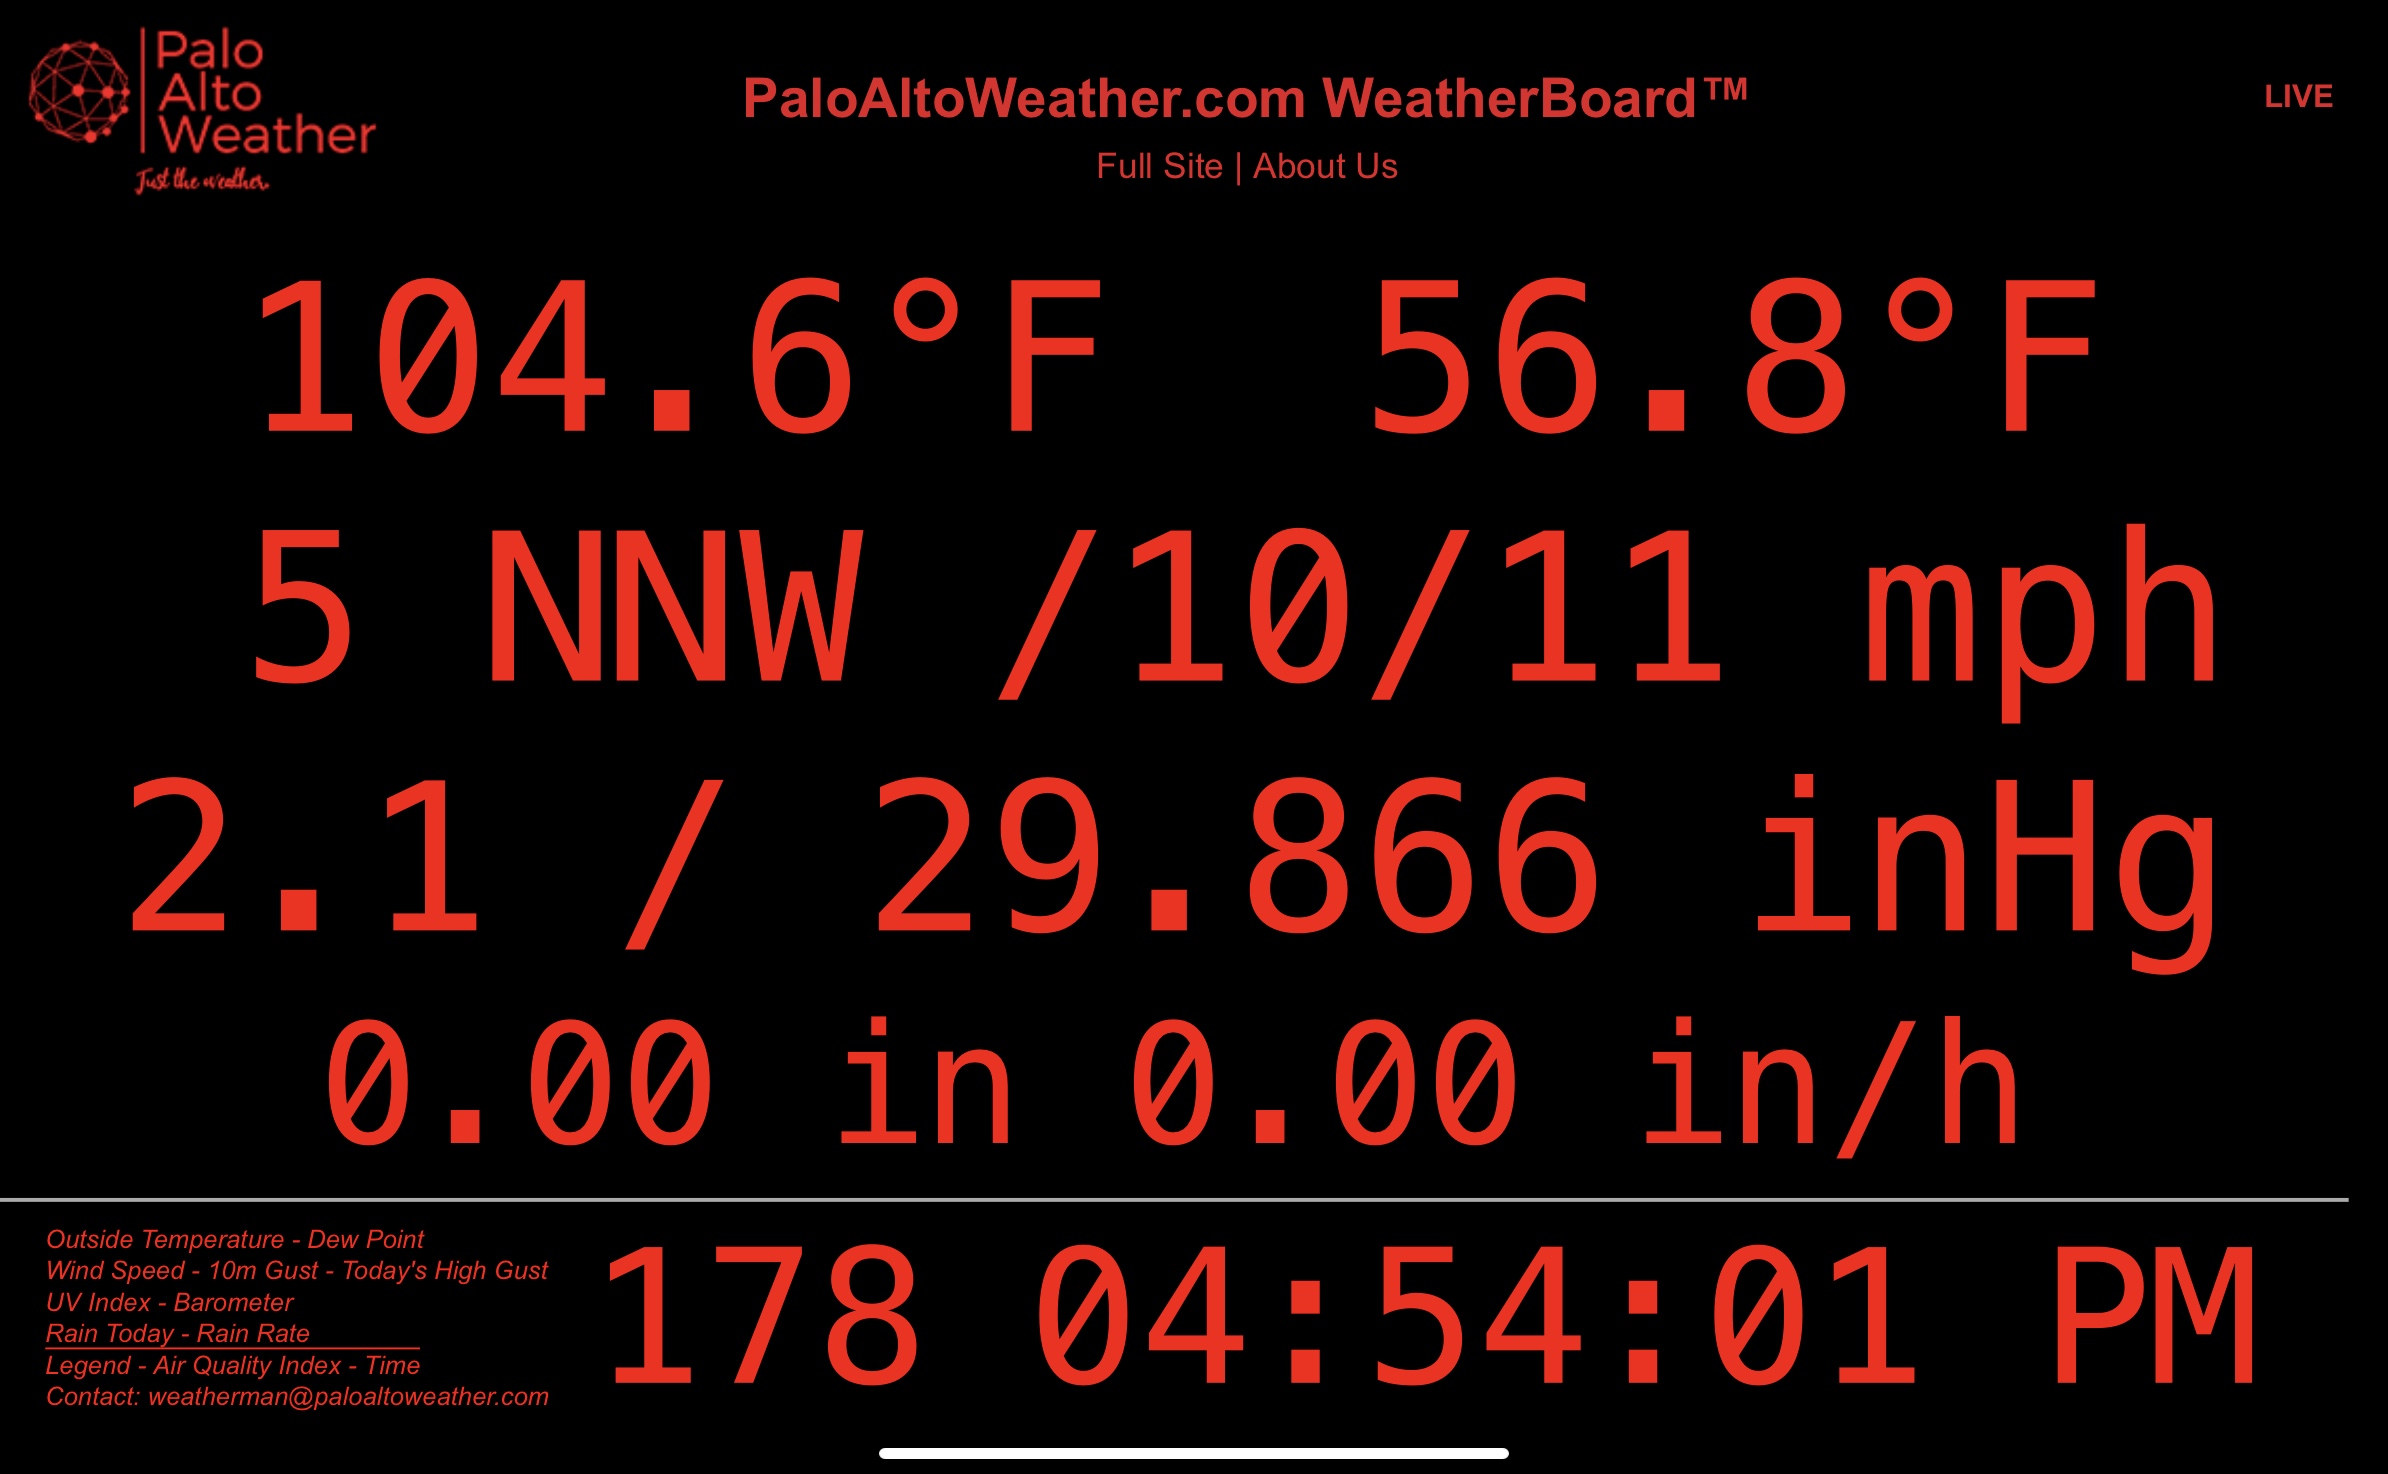 Palo
Alto
Weather
Just the weather.
PaloAltoWeather.com WeatherBoard™
Full Site | About Us
LIVE
104.6°F 56.8°F
5 NNW /10/11 mph
2.1 / 29.866 inHg
0.00 in 0.00 in/h
Outside Temperature - Dew Point
Wind Speed - 10m Gust - Today's High Gust
UV Index - Barometer
Rain Today - Rain Rate
Legend - Air Quality Index - Time
Contact: weatherman@paloaltoweather.com
178 04:54:01 PM